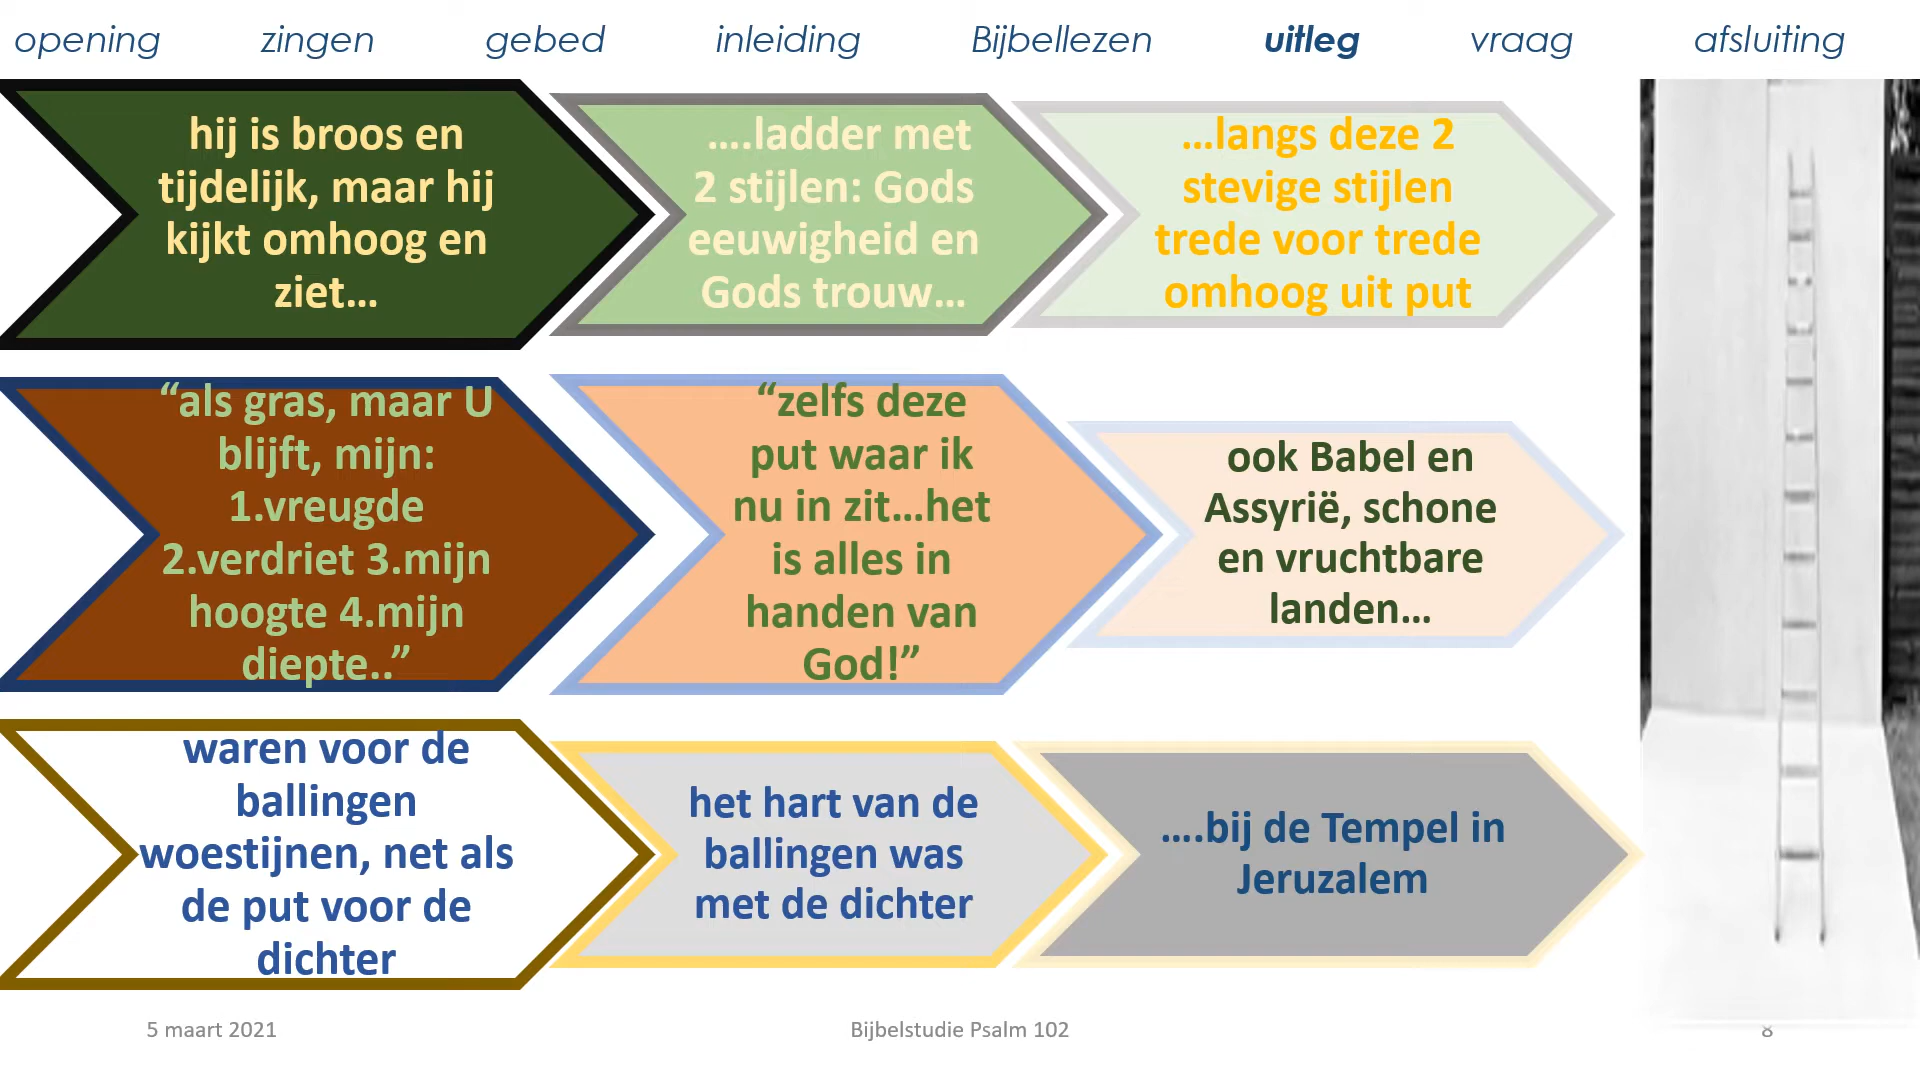 opening zingen gebed inleiding Bijbellezen uitleg vraag afsluiting
hij is broos en
tijdelijk, maar hij
kijkt omhoog en
ziet...
....ladder met
2 stijlen: Gods
eeuwigheid en
Gods trouw...
...langs deze 2
stevige stijlen
trede voor trede
omhoog uit put
“als gras, maar U
blijft, mijn:
1.vreugde
2.verdriet 3.mijn
hoogte 4.mijn
diepte..”
“zelfs deze
put waar ik
nu in zit...het
is alles in
handen van
God!”
ook Babel en
Assyrië, schone
en vruchtbare
landen...
waren voor de
ballingen
woestijnen, net als
de put voor de
dichter
het hart van de
ballingen was
met de dichter
....bij de Tempel in
Jeruzalem
5 maart 2021
Bijbelstudie Psalm 102
8